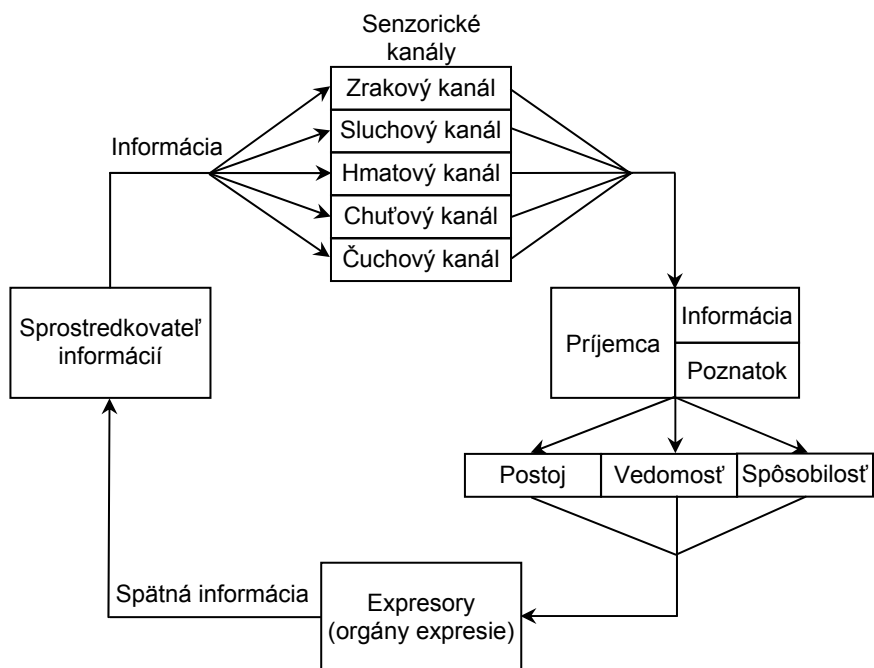 Senzorické
kanály
Zrakový kanál
Sluchový kanál
Informácia
Hmatový kanál
Chuťový kanál
Čuchový kanál
Sprostredkovateľ
informácií
Príjemca
Informácia
Poznatok
Postoj
Vedomosť
Spôsobilosť
Spätná informácia
Expresory
(orgány expresie)